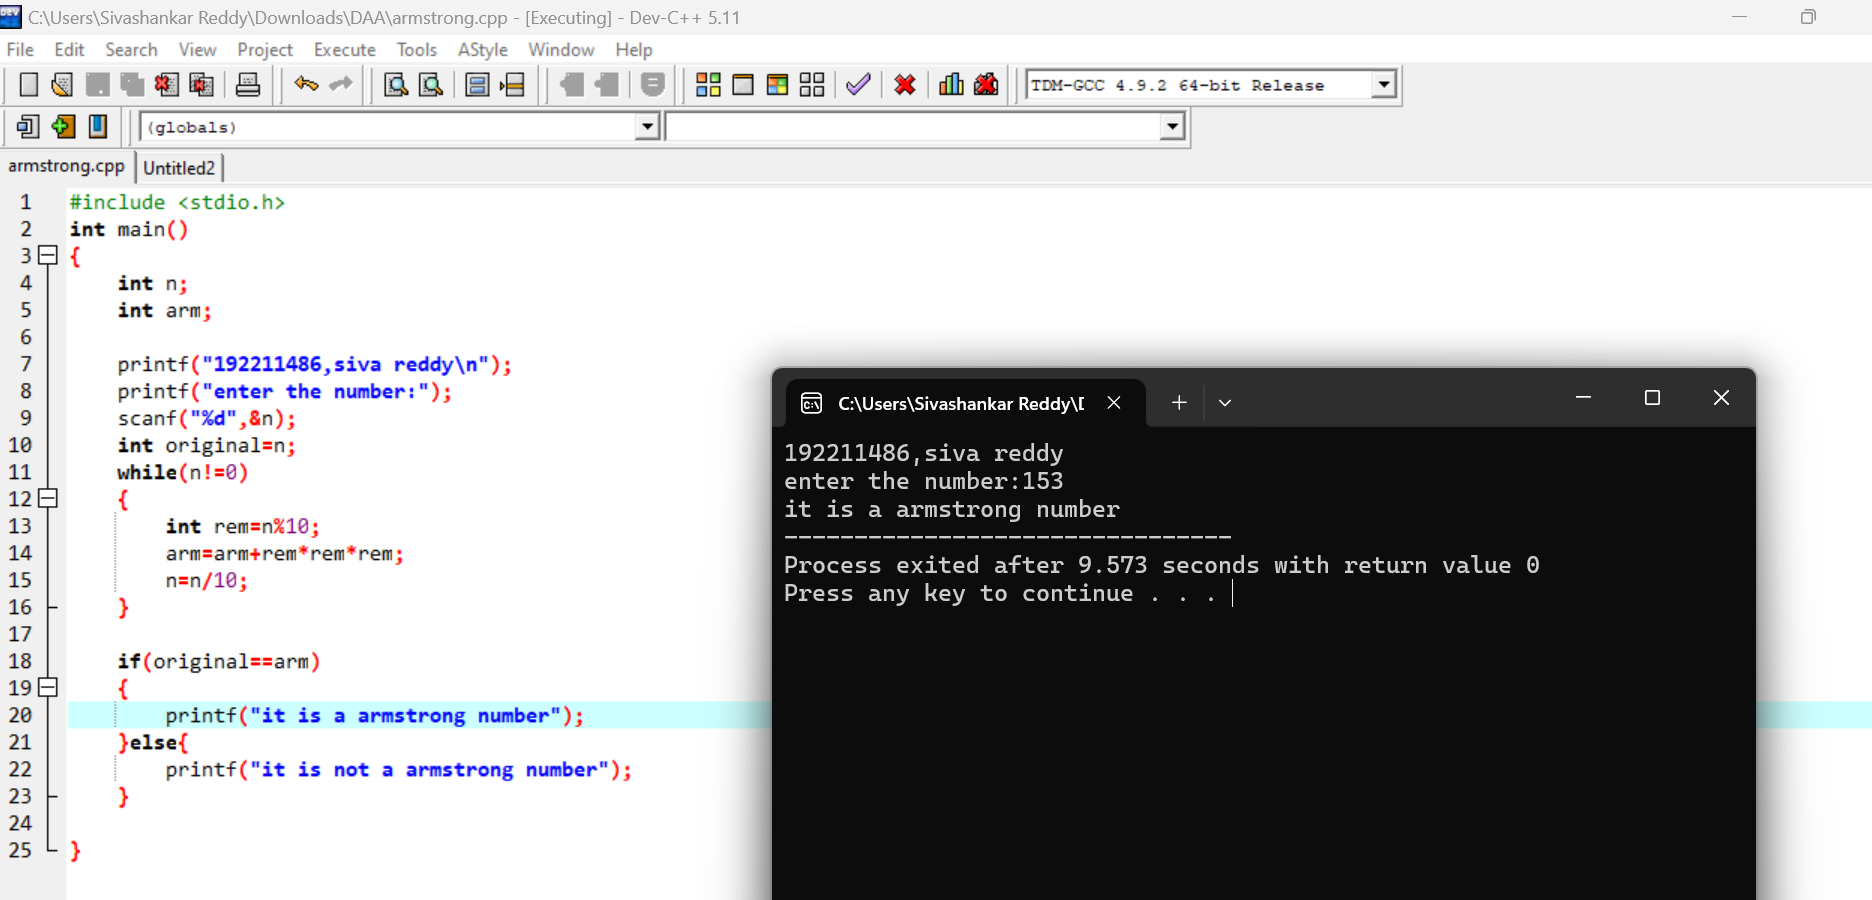 C:\Users\Sivashankar Reddy\Downloads\DAA\armstrong.cpp - [Executing] - Dev-C++ 5.11
File Edit Search View Project Execute Tools AStyle Window Help
TDM-GCC 4.9.2 64-bit Release
(globals)
armstrong.cpp Untitled2
1 #include <stdio.h>
2 int main()
3 {
4 int n;
5 int arm;
6
7 printf("192211486,siva reddy\n");
8 printf("enter the number:");
9 scanf("%d",&n);
10 int original=n;
11 while(n!=0)
12 {
13 int rem=n%10;
14 arm=arm+rem*rem*rem;
15 n=n/10;
16 }
17
18 if(original==arm)
19 {
20 printf("it is a armstrong number");
21 }else{
22 printf("it is not a armstrong number");
23 }
24
25 }
C:\Users\Sivashankar Reddy\
192211486,siva reddy
enter the number:153
it is a armstrong number
--------------------------------
Process exited after 9.573 seconds with return value 0
Press any key to continue . . .